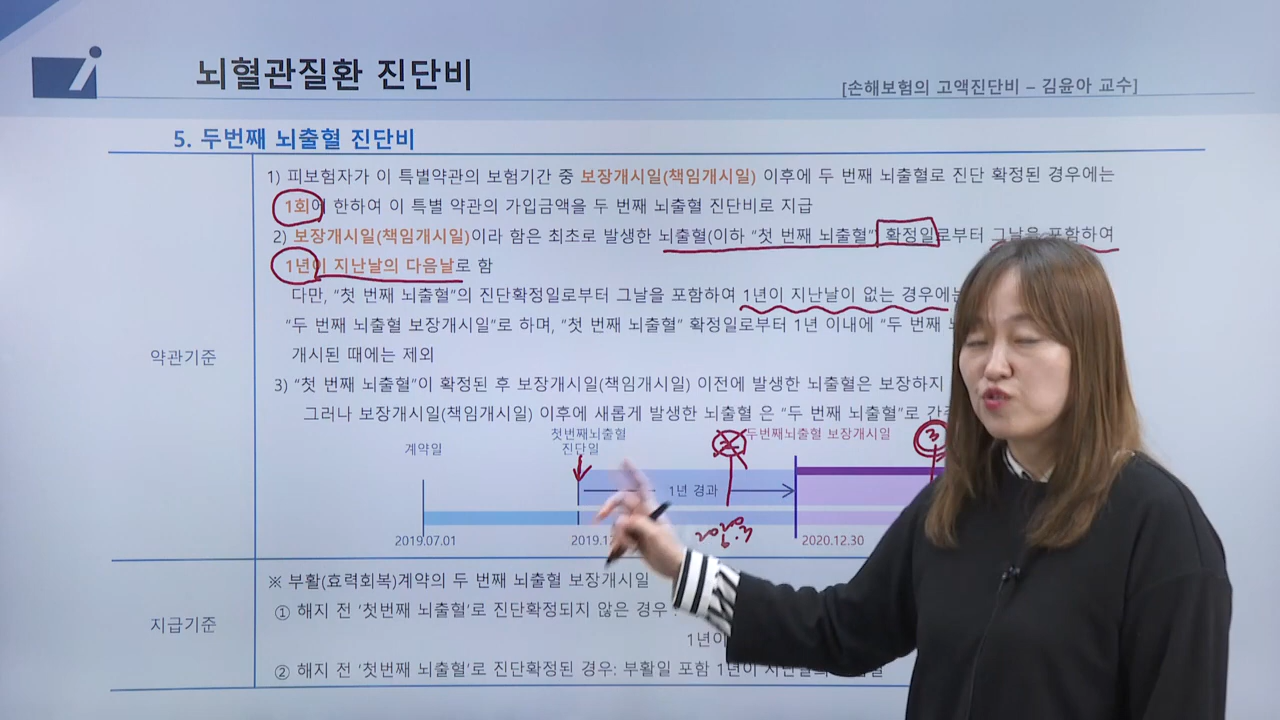 뇌혈관질환 진단비
[손해보험의 고액진단비 – 김윤아 교수]
5. 두번째 뇌출혈 진단비
약관기준
1) 피보험자가 이 특별약관의 보험기간 중 보장개시일(책임개시일) 이후에 두 번째 뇌출혈로 진단 확정된 경우에는
1회에 한하여 이 특별 약관의 가입금액을 두 번째 뇌출혈 진단비로 지급
2) 보장개시일(책임개시일)이라 함은 최초로 발생한 뇌출혈(이하 “첫 번째 뇌출혈” 확정일로부터 그날을 포함하여
1년이 지난날의 다음날로 함
다만, “첫 번째 뇌출혈”의 진단확정일로부터 그날을 포함하여 1년이 지난날이 없는 경우에는
”두 번째 뇌출혈 보장개시일”로 하며, “첫 번째 뇌출혈” 확정일로부터 1년 이내에 “두 번째
개시된 때에는 제외
3) “첫 번째 뇌출혈”이 확정된 후 보장개시일(책임개시일) 이전에 발생한 뇌출혈은 보장하지
그러나 보장개시일(책임개시일) 이후에 새롭게 발생한 뇌출혈 은 “두 번째 뇌출혈”로
계약일
첫번째뇌출혈
진단일
두번째뇌출혈 보장개시일
3
1년 경과
2019.07.01
2019.12
2020
6.3
2020.12.30
지급기준
※ 부활(효력회복)계약의 두 번째 뇌출혈 보장개시일
① 해지 전 ‘첫번째 뇌출혈’로 진단확정되지 않은 경우 :
1년이
② 해지 전 ‘첫번째 뇌출혈’로 진단확정된 경우: 부활일 포함 1년이 지난날의